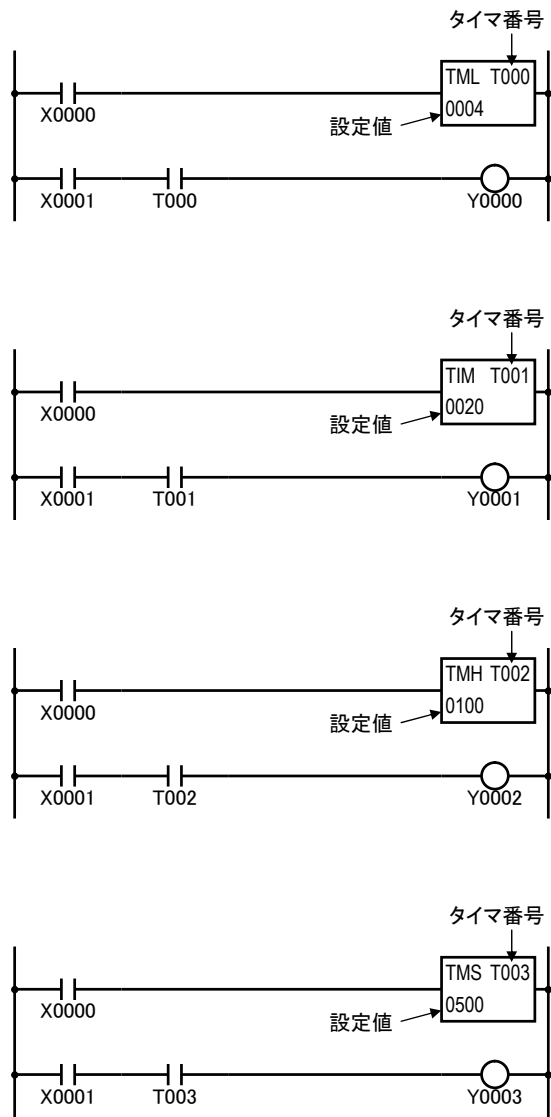 タイマ番号
TML T000
0004
X0000
設定値
X0001 T000 Y0000
タイマ番号
TIM T001
0020
X0000
設定値
X0001 T001 Y0001
タイマ番号
TMH T002
0100
X0000
設定値
X0001 T002 Y0002
タイマ番号
TMS T003
0500
X0000
設定値
X0001 T003 Y0003